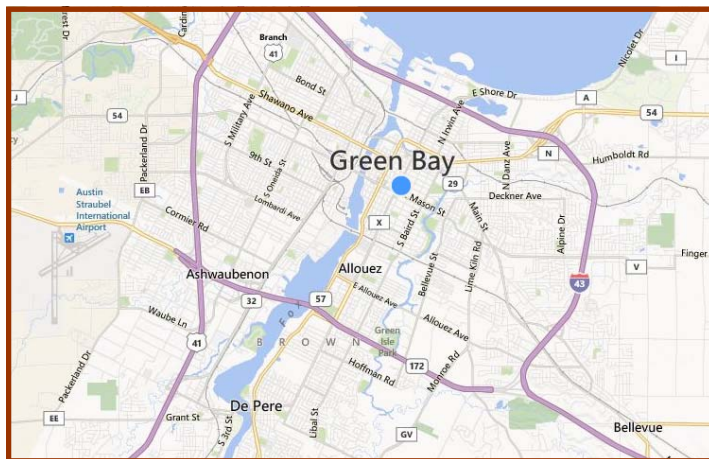 Branch
41
Bond St
Nicolet Dr
I
J
E Shore Dr
A
54
Shawano Ave
54
N Irwin Ave
Packerland Dr
S Military Ave
9th St
S Oneida St
Green Bay
N
Humboldt Rd
N Danz Ave
29
EB
Deckner Ave
Austin
Straubel
International
Airport
Lombardi Ave
Mason St
Main St
X
Cormier Rd
S Baird St
Alpine Dr
Finger
V
Ashwaubenon
Allouez
Bellevue St
Lime Kiln Rd
43
32
57
E Allouez Ave
Fox
Waube Ln
Allouez Ave
41
BROWN
Green
Isle
Park
172
Packerland Dr
Hoffman Rd
Monroe Rd
De Pere
EE
Grant St
S 3rd St
Libal St
GV
Bellevue